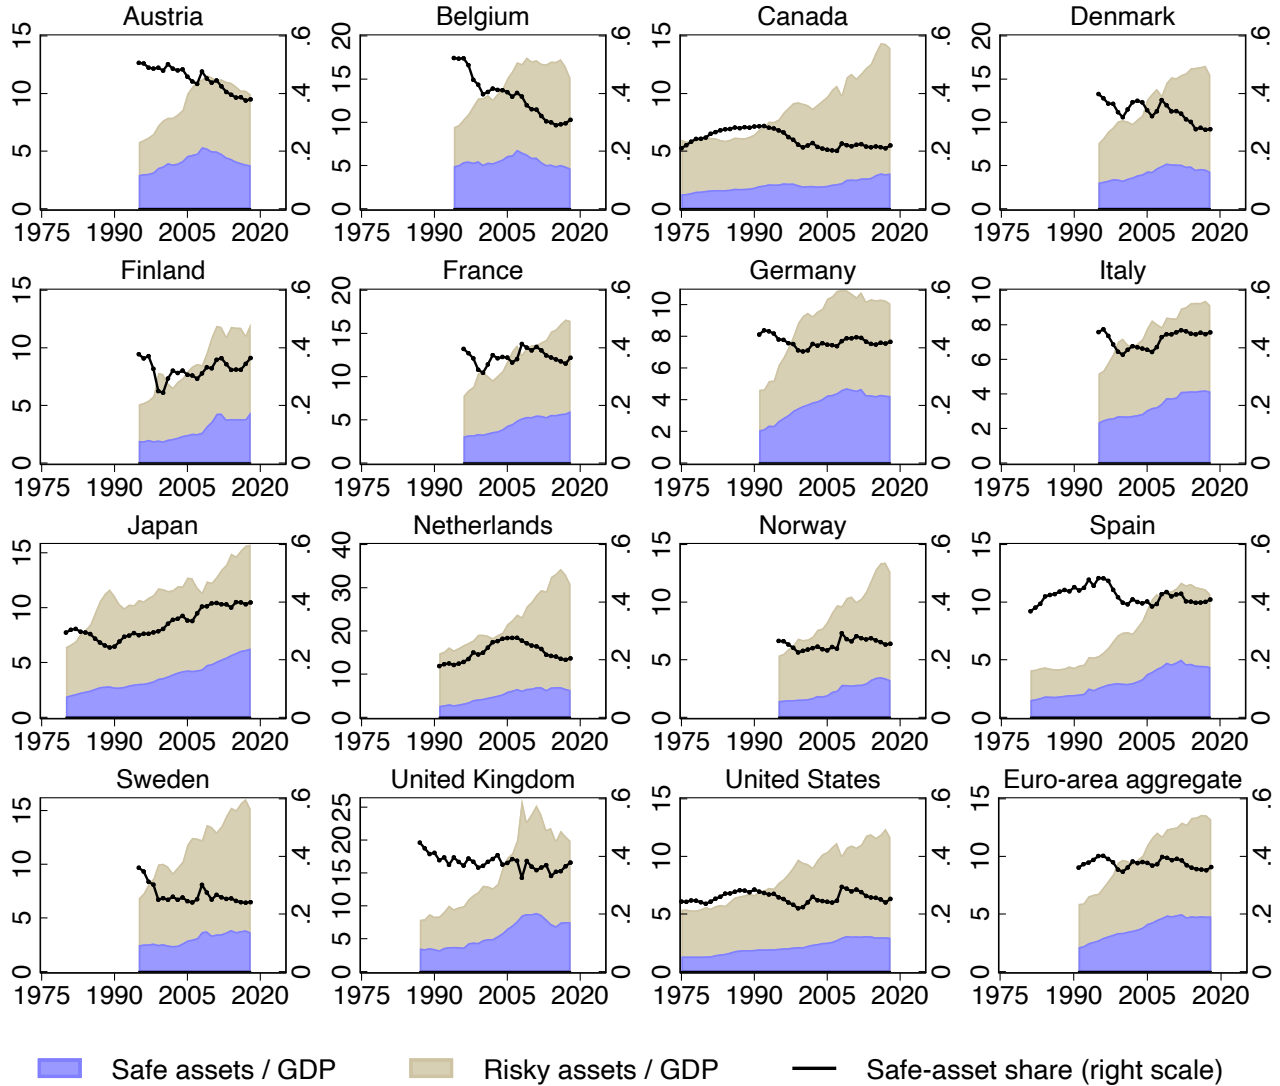 Austria Belgium Canada Denmark
15 .6 20 .6 15 .6 20 .6
10 .4 15 .4 10 .4 15 .4
5 .2 10 .2 5 .2 10 .2
0 0 5 0 0 0 5 0
0 0
1975 1990 2005 2020 1975 1990 2005 2020 1975 1990 2005 2020 1975 1990 2005 2020
Finland France Germany Italy
15 .6 20 .6 10 .6 10 .6
10 .4 15 .4 8 .4 8 .4
5 .2 10 .2 6 .2 6 .2
0 0 5 0 4 0 4 0
0 2 2
0 0
1975 1990 2005 2020 1975 1990 2005 2020 1975 1990 2005 2020 1975 1990 2005 2020
Japan Netherlands Norway Spain
15 .6 40 .6 15 .6 15 .6
10 .4 30 .4 10 .4 10 .4
5 .2 20 .2 5 .2 5 .2
0 0 10 0 0 0 0 0
0
1975 1990 2005 2020 1975 1990 2005 2020 1975 1990 2005 2020 1975 1990 2005 2020
Sweden United Kingdom United States Euro-area aggregate
15 .6 25 .6 15 .6 15 .6
10 .4 20 .4 10 .4 10 .4
5 .2 15 .2 5 .2 5 .2
0 0 10 0 0 0 0 0
5
0
1975 1990 2005 2020 1975 1990 2005 2020 1975 1990 2005 2020 1975 1990 2005 2020
Safe assets / GDP Risky assets / GDP Safe-asset share (right scale)